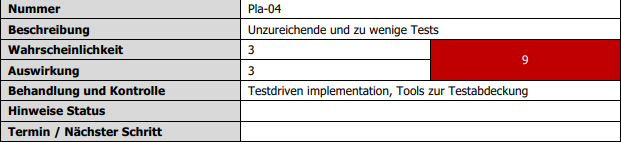 Nummer Pla-04
Beschreibung Unzureichende und zu wenige Tests
Wahrscheinlichkeit 3
9
Auswirkung 3
Behandlung und Kontrolle Testdriven implementation, Tools zur Testabdeckung
Hinweise Status
Termin / Nächster Schritt